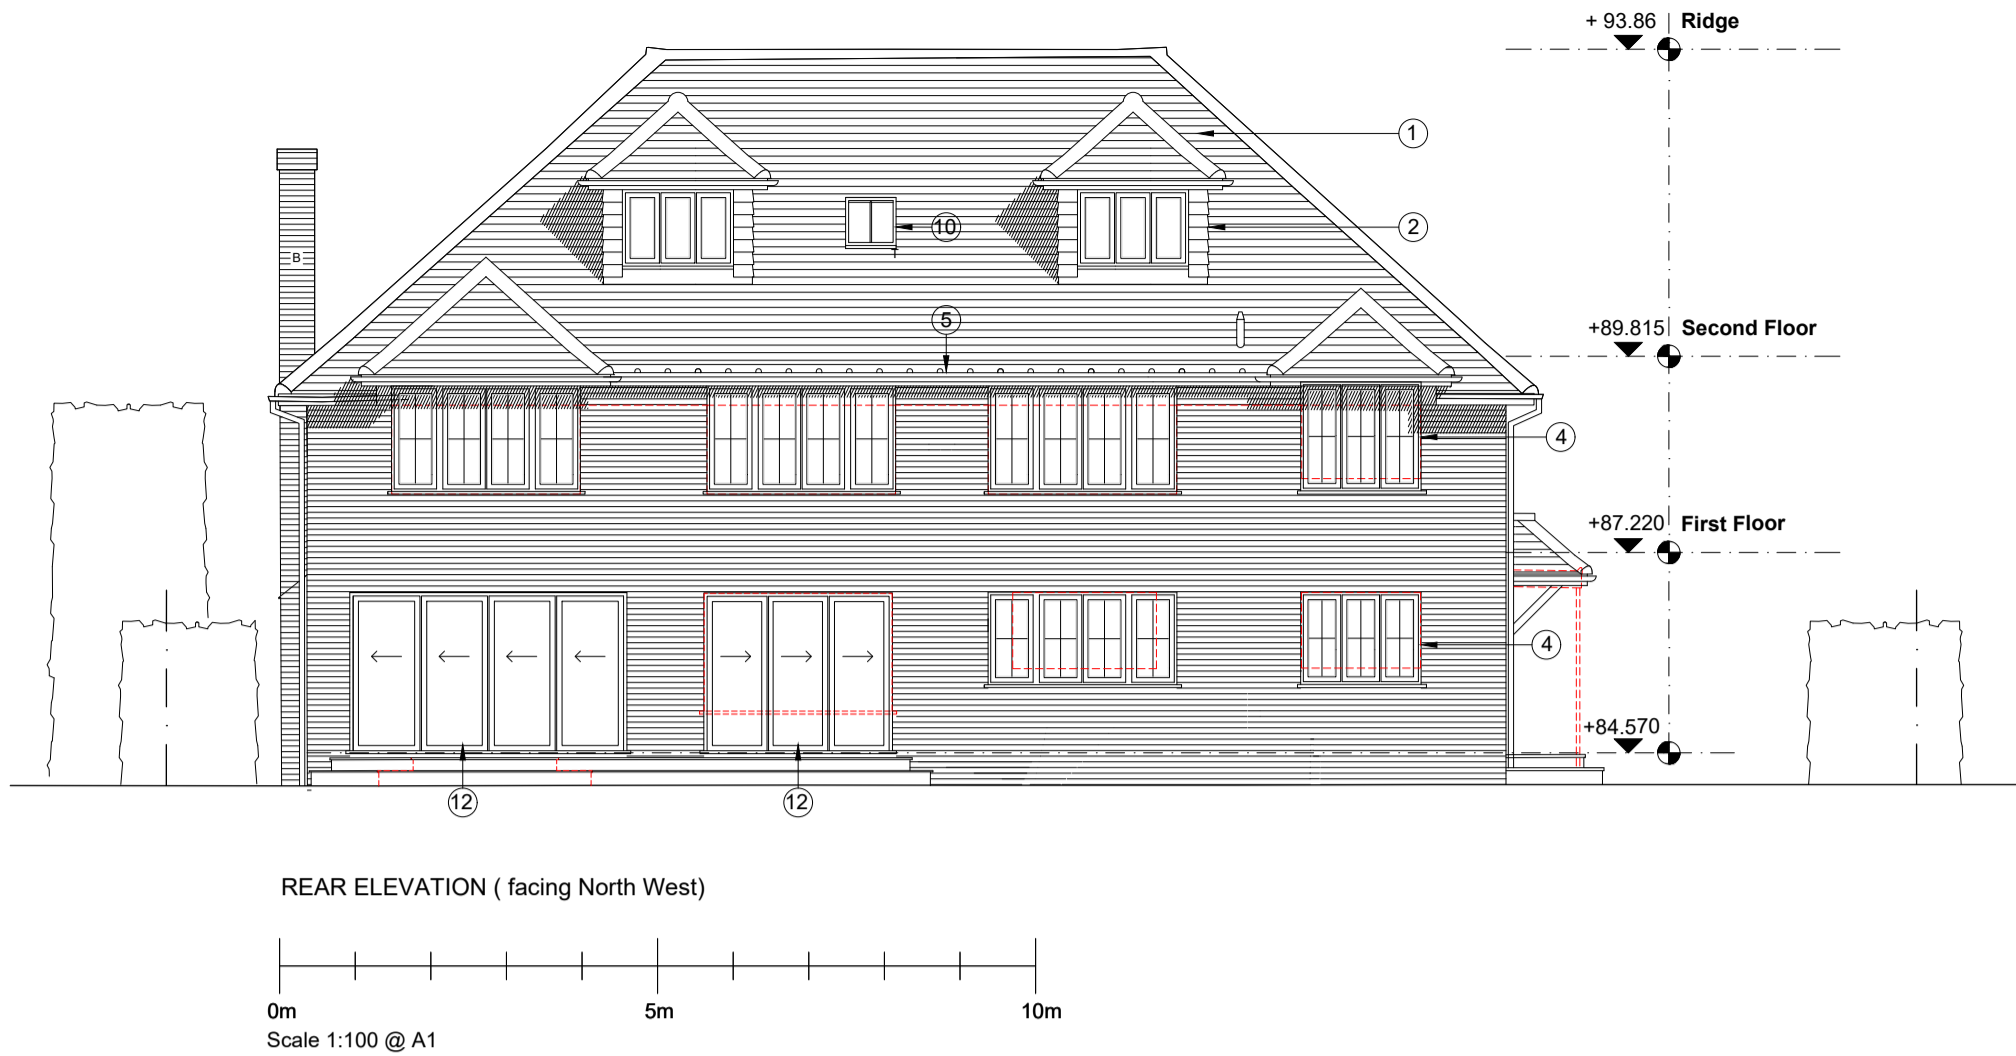 + 93.86 Ridge
1
10
2
B
5
+89.815 Second Floor
4
+87.220 First Floor
4
+84.570
12
12
REAR ELEVATION ( facing North West)
0m 5m 10m
Scale 1:100 @ A1